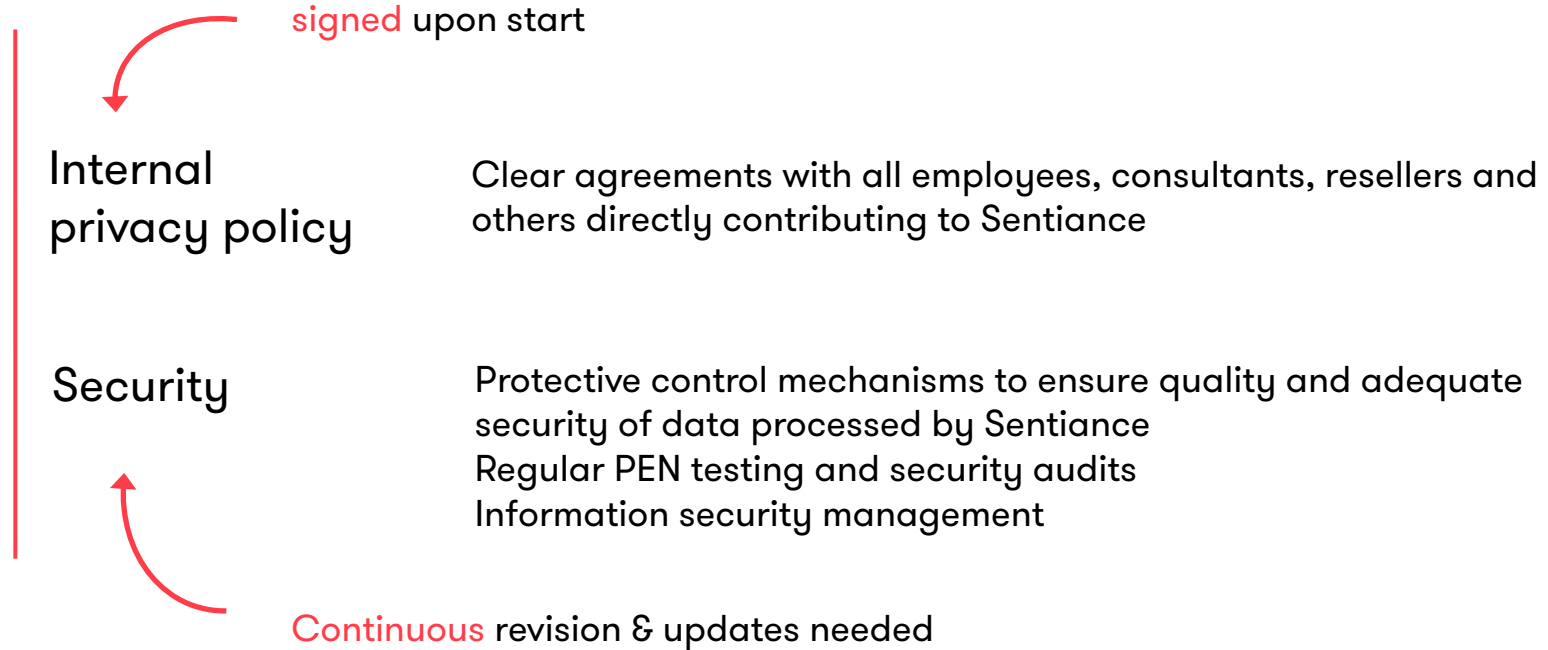 signed upon start
Internal
privacy policy
Clear agreements with all employees, consultants, resellers and
others directly contributing to Sentiance
Security
Protective control mechanisms to ensure quality and adequate
security of data processed by Sentiance
Regular PEN testing and security audits
Information security management
Continuous revision & updates needed